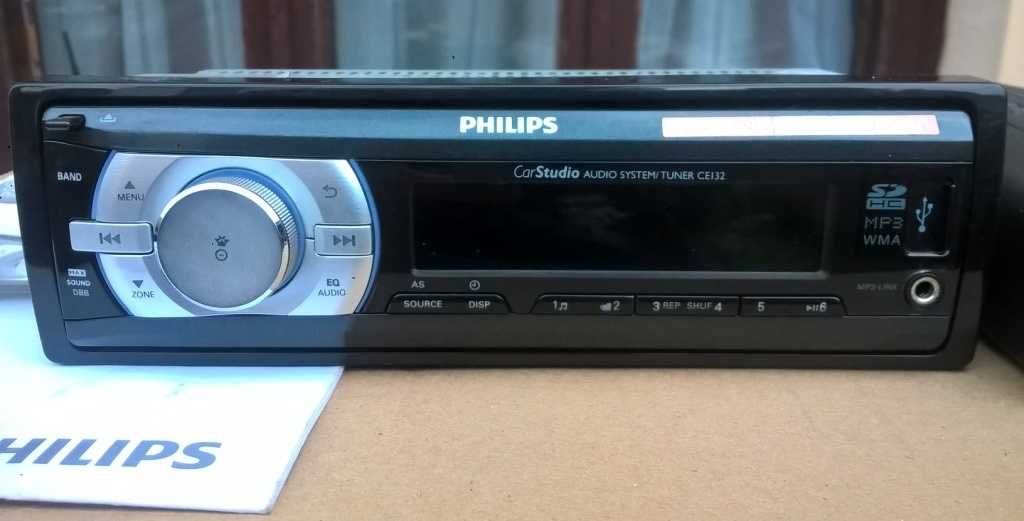 PHILIPS
CarStudio AUDIO SYSTEM/TUNER CE132
BAND
MENU
SD
HC
MP3
WMA
MAX
SOUND
DBB
ZONE
EQ
AUDIO
AS
SOURCE DISP
1 2 3 REP SHUF 4 5 6
MP3-LINK
HILIPS